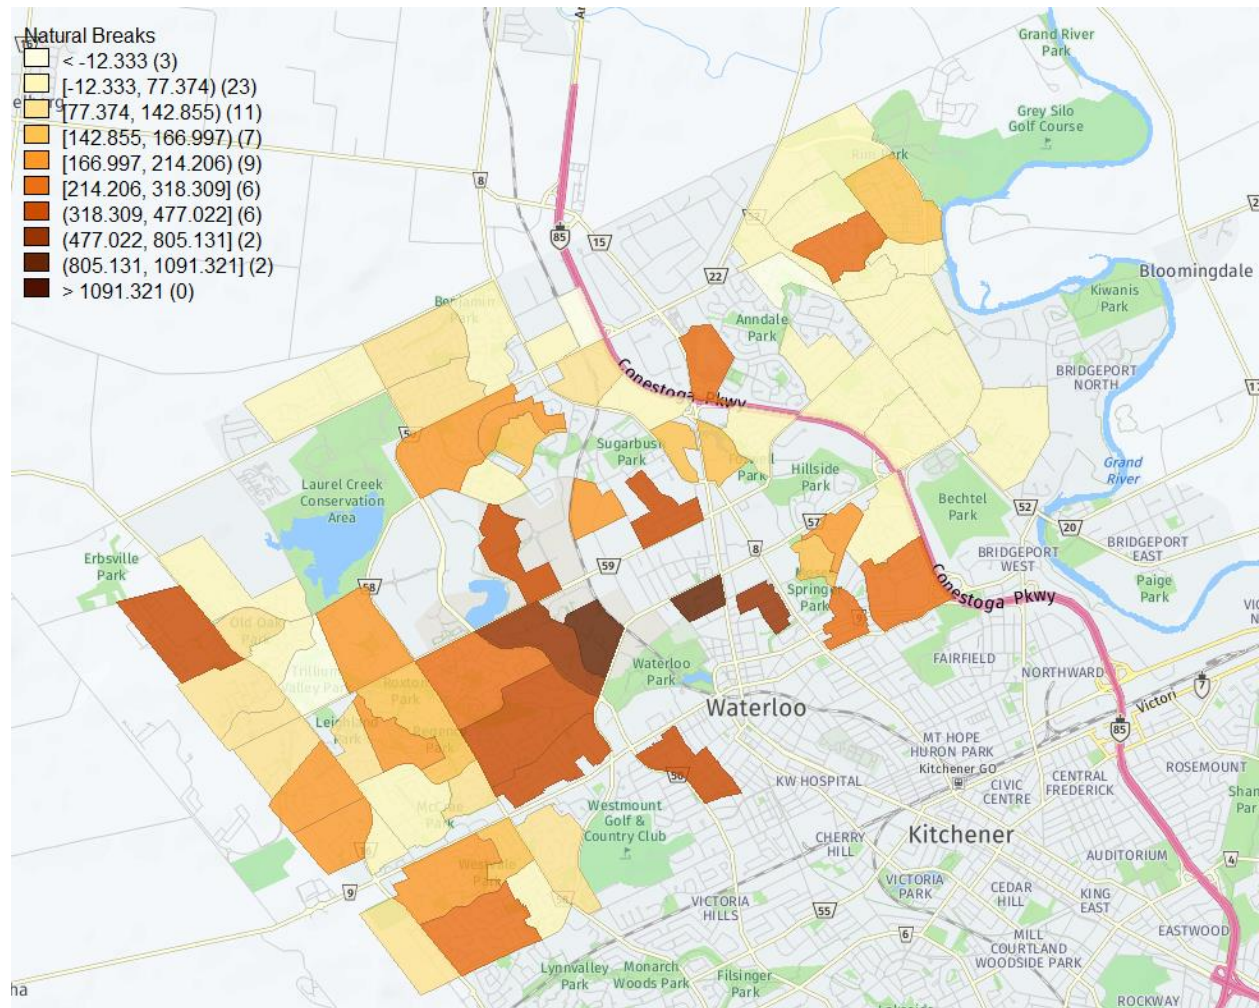 Natural Breaks
< -12.333 (3)
[-12.333, 77.374) (23)
[77.374, 142.855) (11)
[142.855, 166.997) (7)
[166.997, 214.206) (9)
[214.206, 318.309] (6)
(318.309, 477.022] (6)
(477.022, 805.131] (2)
(805.131, 1091.321] (2)
> 1091.321 (0)
Grand River
Park
Grey Silo
Golf Course
8
85
15
22
Bloomingdale
Kiwanis
Park
Anndale
Park
Conestoga Pkwy
BRIDGEPORT
NORTH
Sugarbush
Park
Hillside
Park
Laurel Creek
Conservation
Area
Bechtel
Park
Grand
River
52
20
57
8
59
58
BRIDGEPORT
EAST
BRIDGEPORT
WEST
Erbsville
Park
Paige
Park
Conestoga Pkwy
Springer
Park
9
FAIRFIELD
Waterloo
Park
NORTHWARD
7
Waterloo
85
MT HOPE
HURON PARK
Kitchener GO
KW HOSPITAL
CIVIC
CENTRE
CENTRAL
FREDERICK
ROSEMOUNT
50
Westmount
Golf &
Country Club
Kitchener
CHERRY
HILL
AUDITORIUM
4
9
VICTORIA
PARK
CEDAR
HILL
KING
EAST
VICTORIA
HILLS
55
6
EASTWOOD
MILL
COURTLAND
WOODSIDE PARK
Lynnvalley
Park
Monarch
Woods Park
Filsinger
Park
ROCKWAY